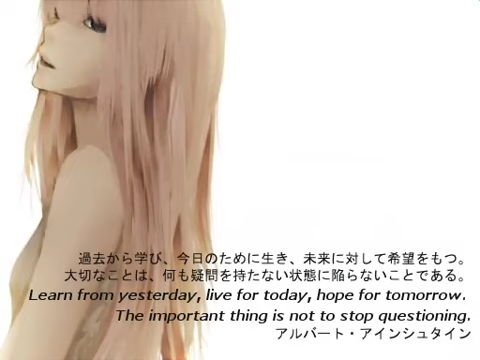 過去から学び、今日のために生き、未来に対して希望をもつ。
大切なことは、何も疑問を持たない状態に陥らないことである。
Learn from yesterday, live for today, hope for tomorrow.
The important thing is not to stop questioning.
アルバート・アインシュタイン